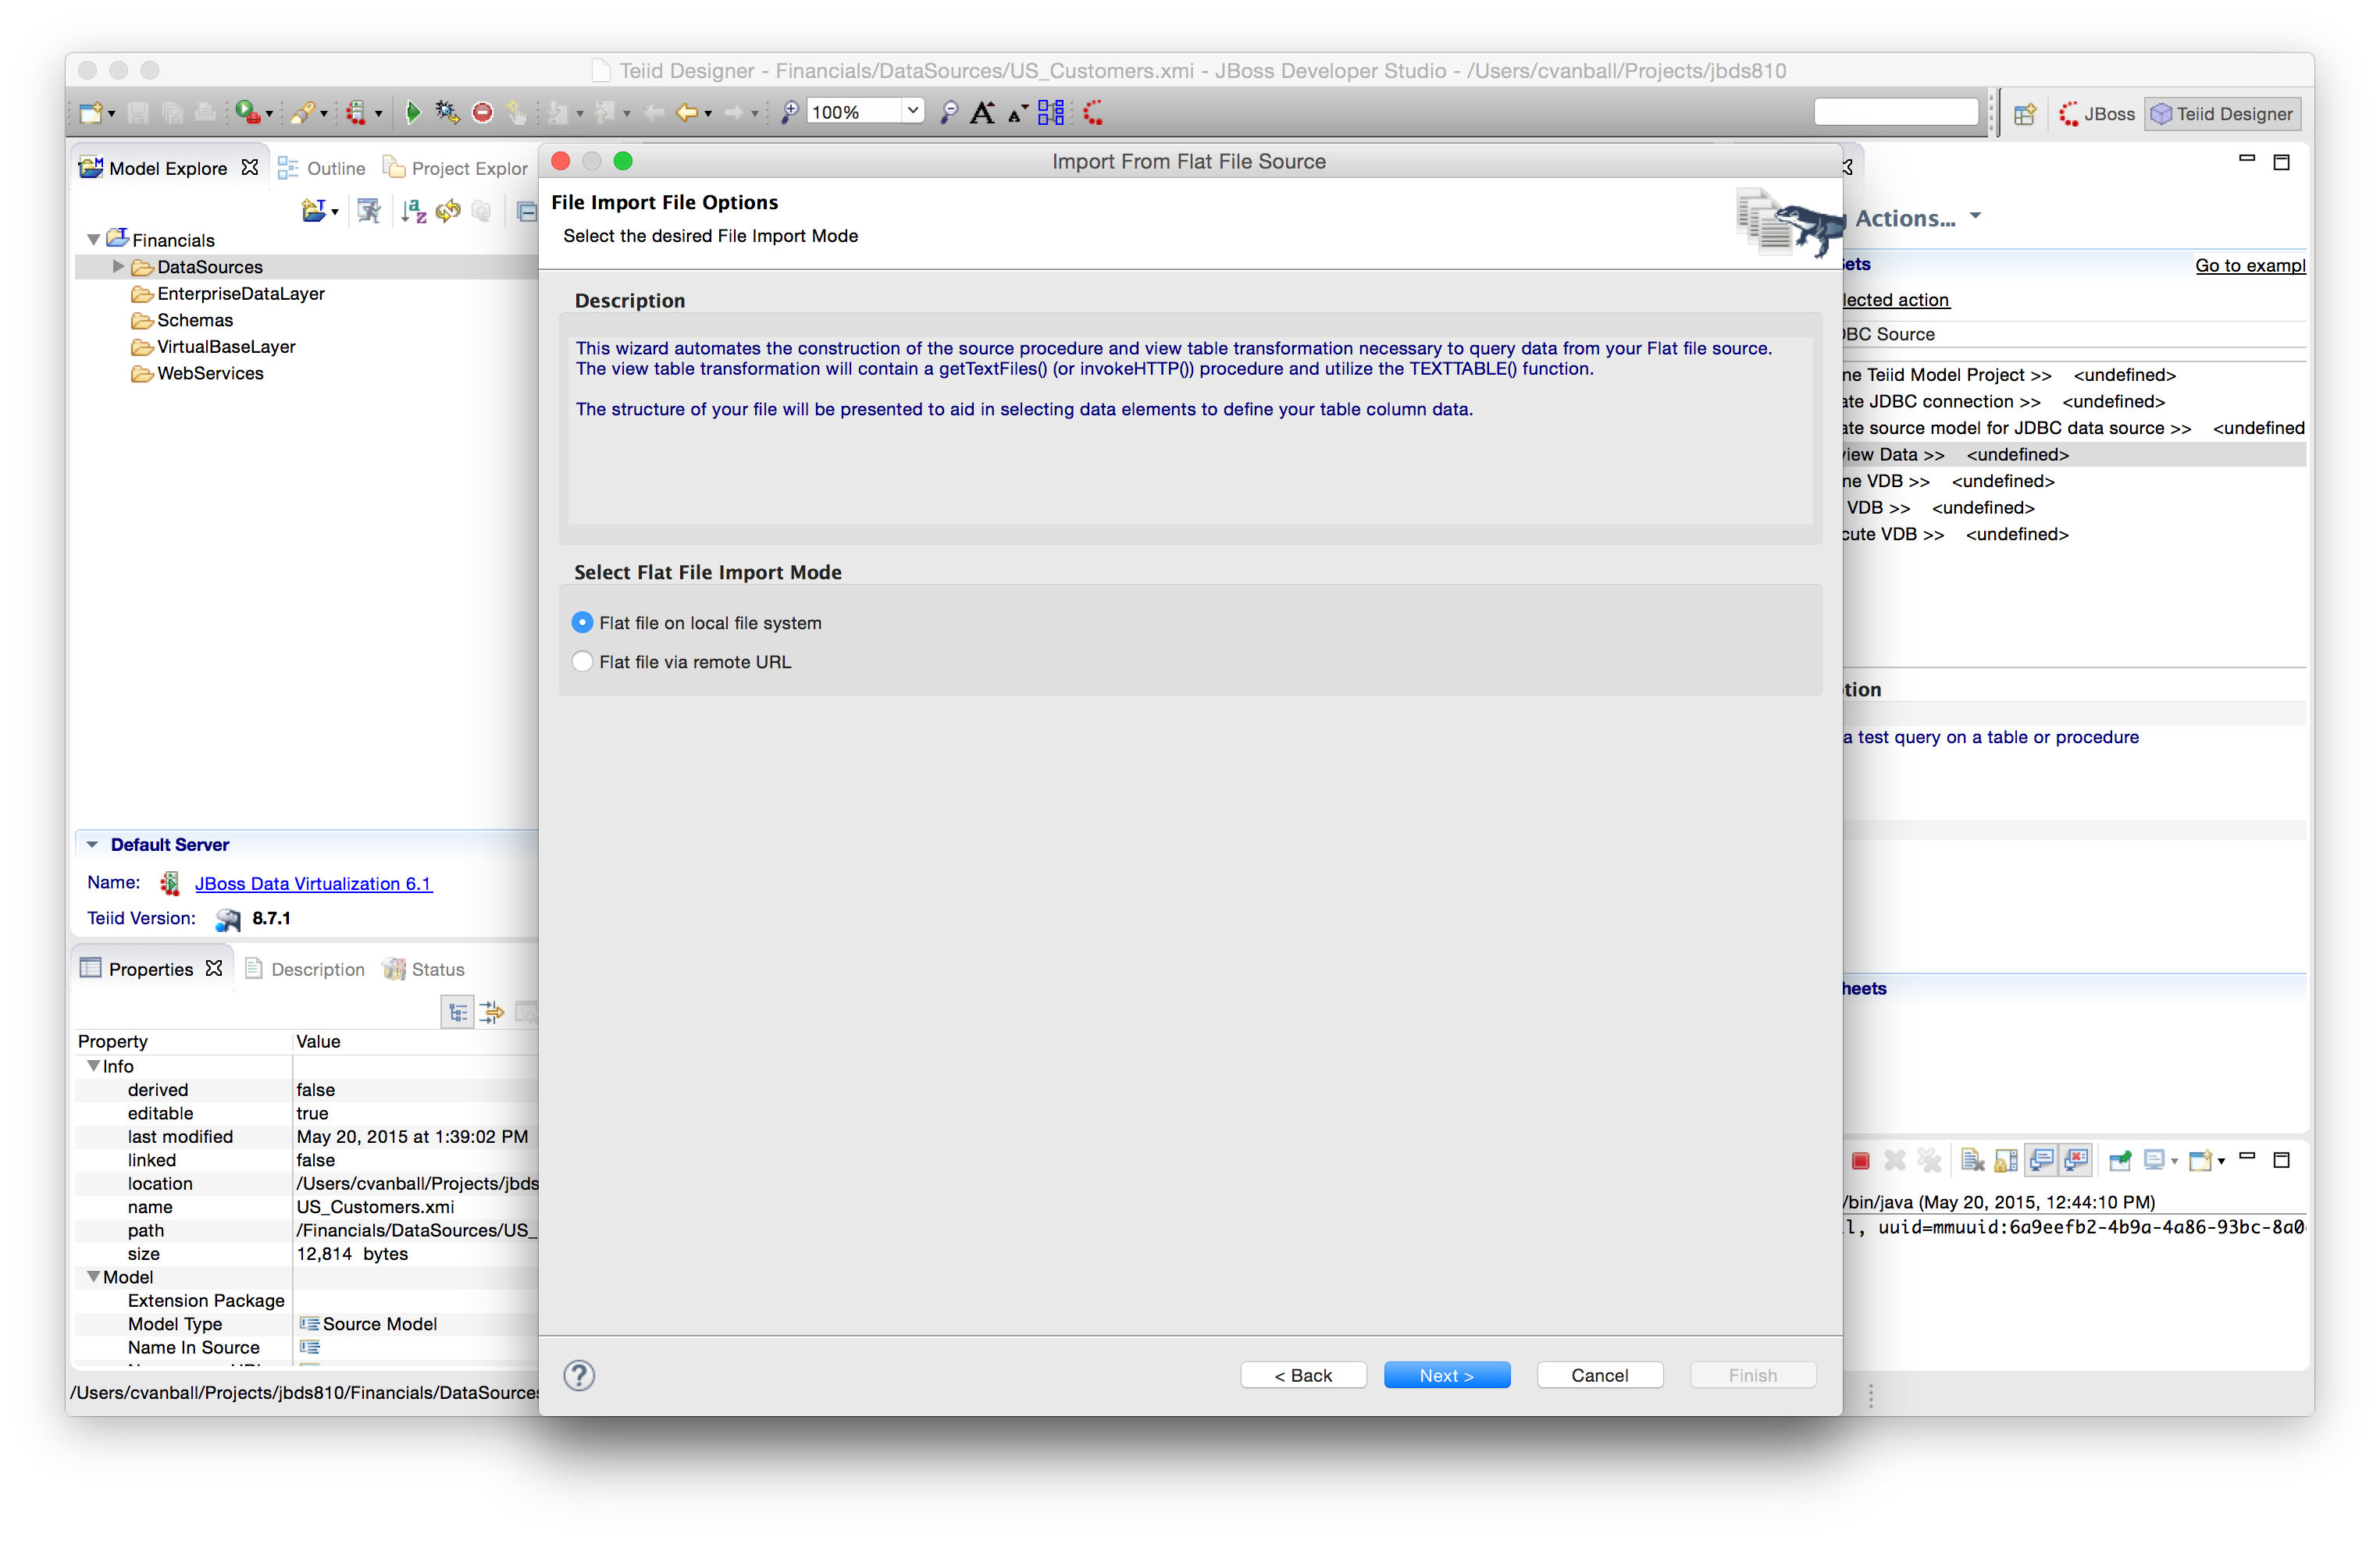 Teiid Designer - Financials/DataSources/US_Customers.xmi - JBoss Developer Studio - /Users/cvanball/Projects/jbds810
100%
JBoss
Teiid Designer
Model Explore
Outline
Project Explor
Financials
DataSources
EnterpriseDataLayer
Schemas
VirtualBaseLayer
WebServices
Default Server
Name: JBoss Data Virtualization 6.1
Teiid Version: 8.7.1
Properties
Description
Status
Property Value
Info
derived false
editable true
last modified May 20, 2015 at 1:39:02 PM
linked false
location /Users/cvanball/Projects/jbds
name US_Customers.xmi
path /Financials/DataSources/US_
size 12,814 bytes
Model
Extension Package
Model Type Source Model
Name In Source
/Users/cvanball/Projects/jbds810/Financials/DataSources
Import From Flat File Source
File Import File Options
Select the desired File Import Mode
Description
This wizard automates the construction of the source procedure and view table transformation necessary to query data from your Flat file source.
The view table transformation will contain a getTextFiles() (or invokeHTTP()) procedure and utilize the TEXTTABLE() function.
The structure of your file will be presented to aid in selecting data elements to define your table column data.
Select Flat File Import Mode
Flat file on local file system
Flat file via remote URL
?
< Back
Next >
Cancel
Finish
Actions...
ets
Go to exampl
lected action
BC Source
ne Teiid Model Project >> <undefined>
ate JDBC connection >> <undefined>
ate source model for JDBC data source >> <undefined
iew Data >> <undefined>
ne VDB >> <undefined>
VDB >> <undefined>
cute VDB >> <undefined>
tion
a test query on a table or procedure
heets
/bin/java (May 20, 2015, 12:44:10 PM)
l, uuid=mmuuid:6a9eefb2-4b9a-4a86-93bc-8a0